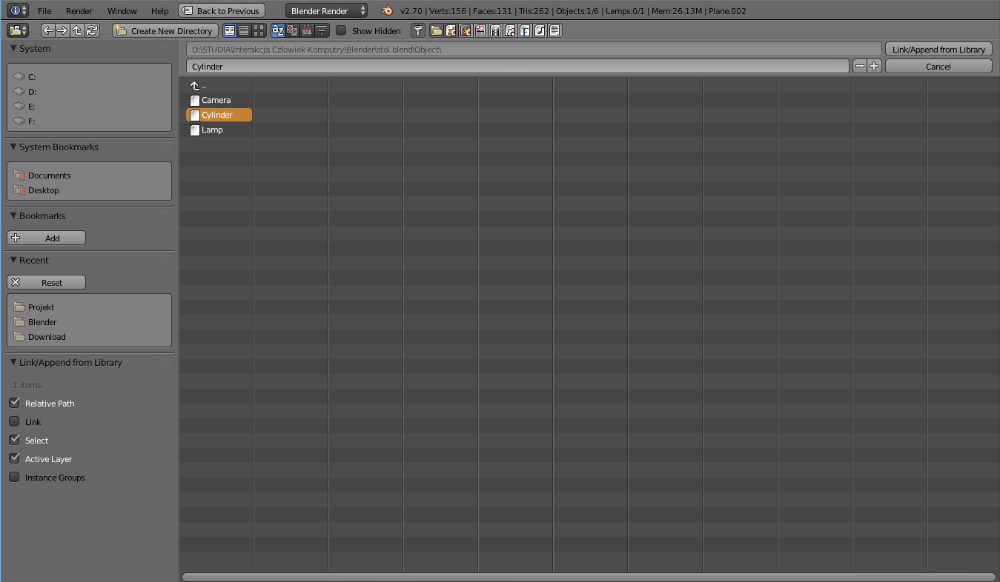 File Render Window Help Back to Previous Blender Render v2.70 | Verts:156 | Faces:131 | Tris:262 | Objects:1/6 | Lamps:0/1 | Mem:26.13M | Plane.002
Create New Directory Show Hidden
System
C:
D:
E:
F:
System Bookmarks
Documents
Desktop
Bookmarks
Add
Recent
Reset
Projekt
Blender
Download
Link/Append from Library
1 items
Relative Path
Link
Select
Active Layer
Instance Groups
D:\STUDIA\Interakcja Człowiek-Komputry\Blender\stol.blend\Object\ Link/Append from Library
Cylinder Cancel
..
Camera
Cylinder
Lamp